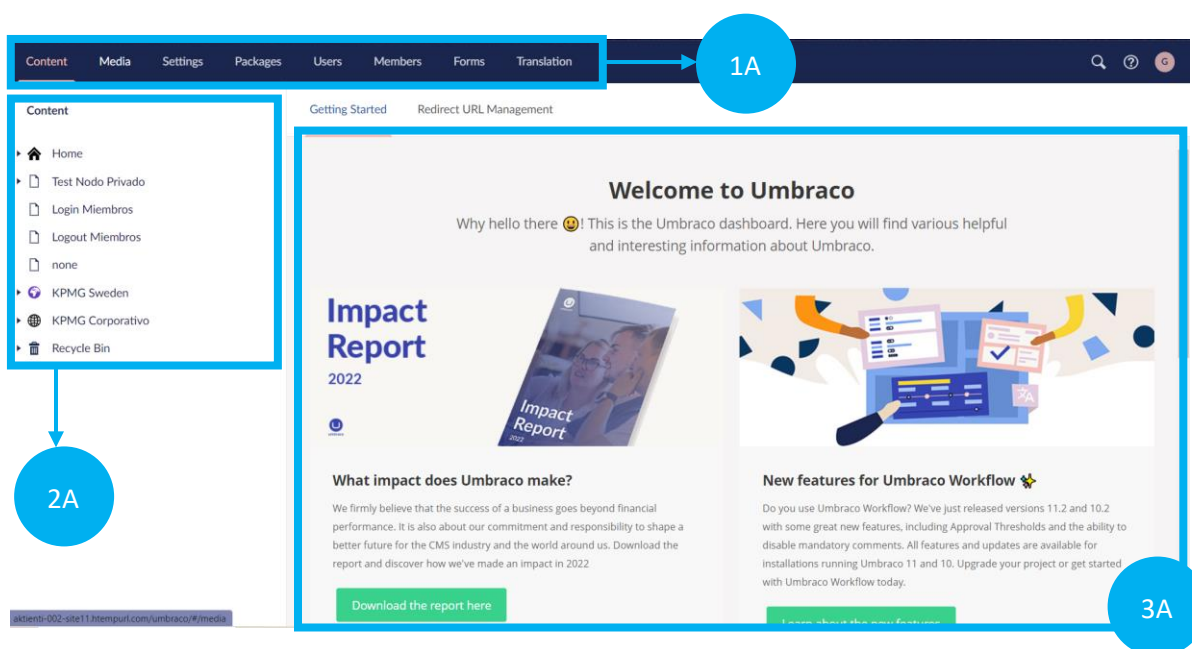 Content Media Settings Packages Users Members Forms Translation
1A
G
Content
Getting Started Redirect URL Management
Home
Test Nodo Privado
Login Miembros
Logout Miembros
none
KPMG Sweden
KPMG Corporativo
Recycle Bin
2A
Welcome to Umbraco
Why hello there 😀! This is the Umbraco dashboard. Here you will find various helpful
and interesting information about Umbraco.
Impact
Report
2022
Impact
Report
2022
What impact does Umbraco make?
We firmly believe that the success of a business goes beyond financial
performance. It is also about our commitment and responsibility to shape a
better future for the CMS industry and the world around us. Download the
report and discover how we've made an impact in 2022
Download the report here
New features for Umbraco Workflow ✨
Do you use Umbraco Workflow? We've just released versions 11.2 and 10.2
with some great new features, including Approval Thresholds and the ability to
disable mandatory comments. All features and updates are available for
installations running Umbraco 11 and 10. Upgrade your project or get started
with Umbraco Workflow today.
Learn about the new features
3A
aktienti-002-site11.htempurl.com/umbraco/#/media